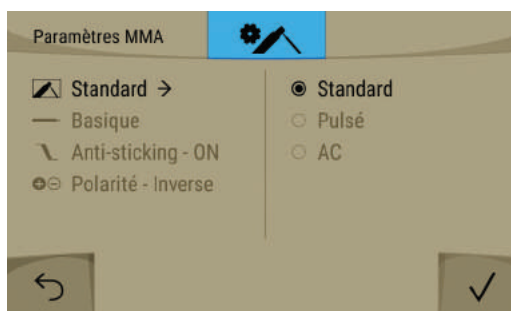 Paramètres MMA
Standard →
Basique
Anti-sticking - ON
Polarité - Inverse
Standard
Pulsé
AC